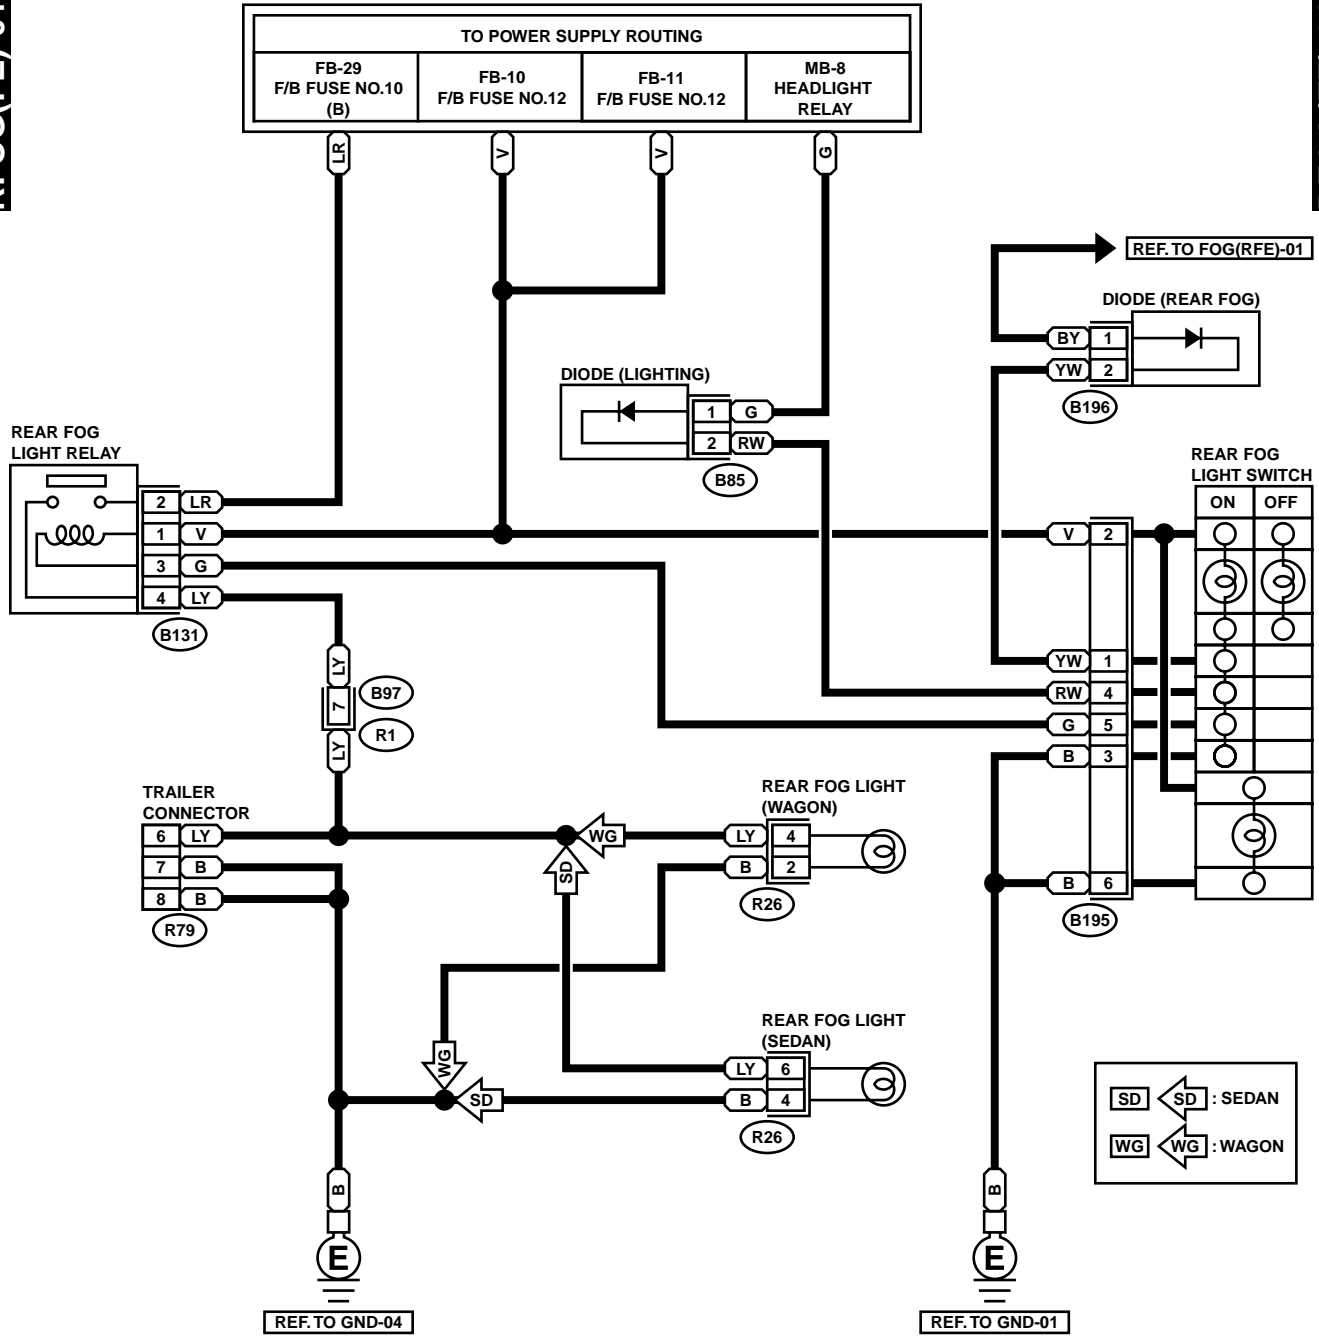 TO POWER SUPPLY ROUTING
FB-29
F/B FUSE NO.10
(B)
FB-10
F/B FUSE NO.12
FB-11
F/B FUSE NO.12
MB-8
HEADLIGHT
RELAY
LR
V
V
G
REF. TO FOG(RFE)-01
DIODE (REAR FOG)
BY 1
YW 2
B196
DIODE (LIGHTING)
1 G
2 RW
B85
REAR FOG
LIGHT RELAY
2 LR
1 V
3 G
4 LY
B131
REAR FOG
LIGHT SWITCH
ON OFF
V 2
YW 1
RW 4
G 5
B 3
B 6
B195
LY
7
B97
R1
LY
TRAILER
CONNECTOR
6 LY
7 B
8 B
R79
WG
SD
REAR FOG LIGHT
(WAGON)
LY 4
B 2
R26
WG
SD
REAR FOG LIGHT
(SEDAN)
LY 6
B 4
R26
SD SD : SEDAN
WG WG : WAGON
B
E
REF. TO GND-04
B
E
REF. TO GND-01